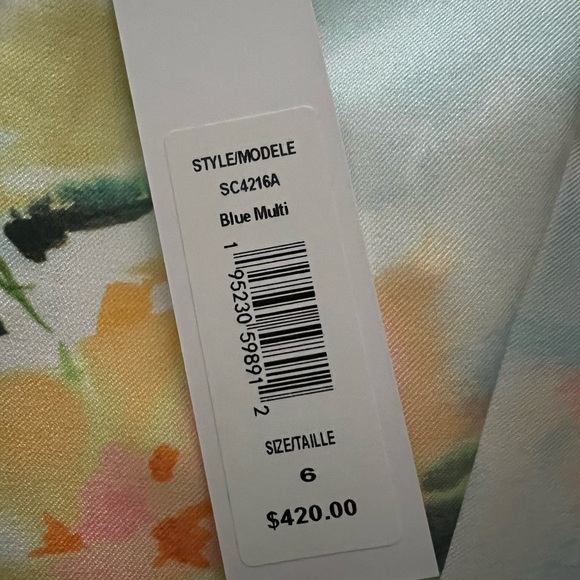 STYLE/MODELE
SC4216A
Blue Multi
1 95230 59891 2
SIZE/TAILLE
6
$420.00